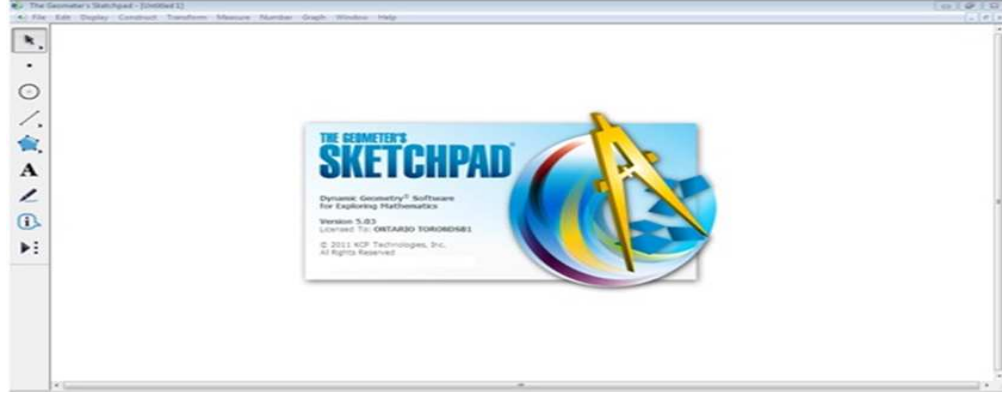 The Geometer's Sketchpad - [Untitled 1]
File Edit Display Construct Transform Measure Number Graph Window Help
A
THE GEOMETER'S
SKETCHPAD®
Dynamic Geometry® Software
for Exploring Mathematics
Version 5.03
Licensed To: ONTARIO TORONDSB1
© 2011 KCP Technologies, Inc.
All Rights Reserved